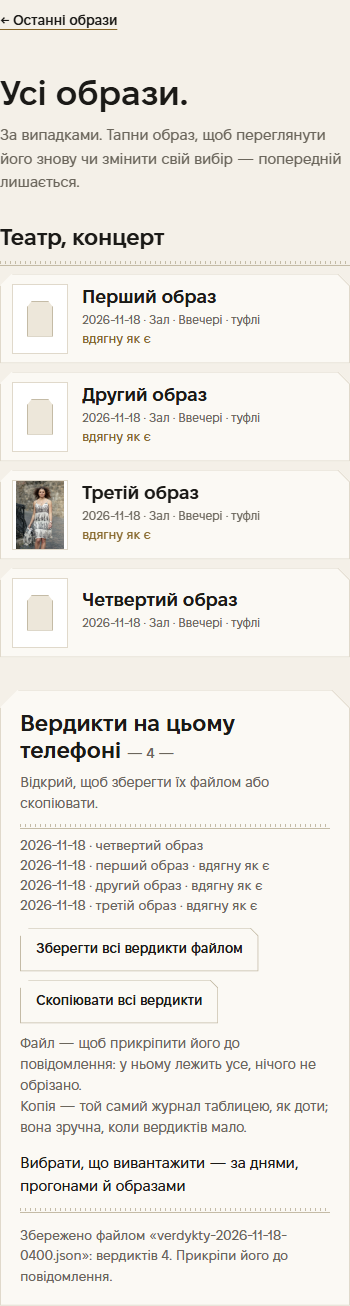 ← Останні образи
Усі образи.
За випадками. Тапни образ, щоб переглянути
його знову чи змінити свій вибір — попередній
лишається.
Театр, концерт
Перший образ
2026-11-18 · Зал · Ввечері · туфлі
вдягну як є
Другий образ
2026-11-18 · Зал · Ввечері · туфлі
вдягну як є
Третій образ
2026-11-18 · Зал · Ввечері · туфлі
вдягну як є
Четвертий образ
2026-11-18 · Зал · Ввечері · туфлі
Вердикти на цьому
телефоні — 4 —
Відкрий, щоб зберегти їх файлом або
скопіювати.
2026-11-18 · четвертий образ
2026-11-18 · перший образ · вдягну як є
2026-11-18 · другий образ · вдягну як є
2026-11-18 · третій образ · вдягну як є
Зберегти всі вердикти файлом
Скопіювати всі вердикти
Файл — щоб прикріпити його до
повідомлення: у ньому лежить усе, нічого не
обрізано.
Копія — той самий журнал таблицею, як доти;
вона зручна, коли вердиктів мало.
Вибрати, що вивантажити — за днями,
прогонами й образами
Збережено файлом «verdykty-2026-11-18-
0400.json»: вердиктів 4. Прикріпи його до
повідомлення.